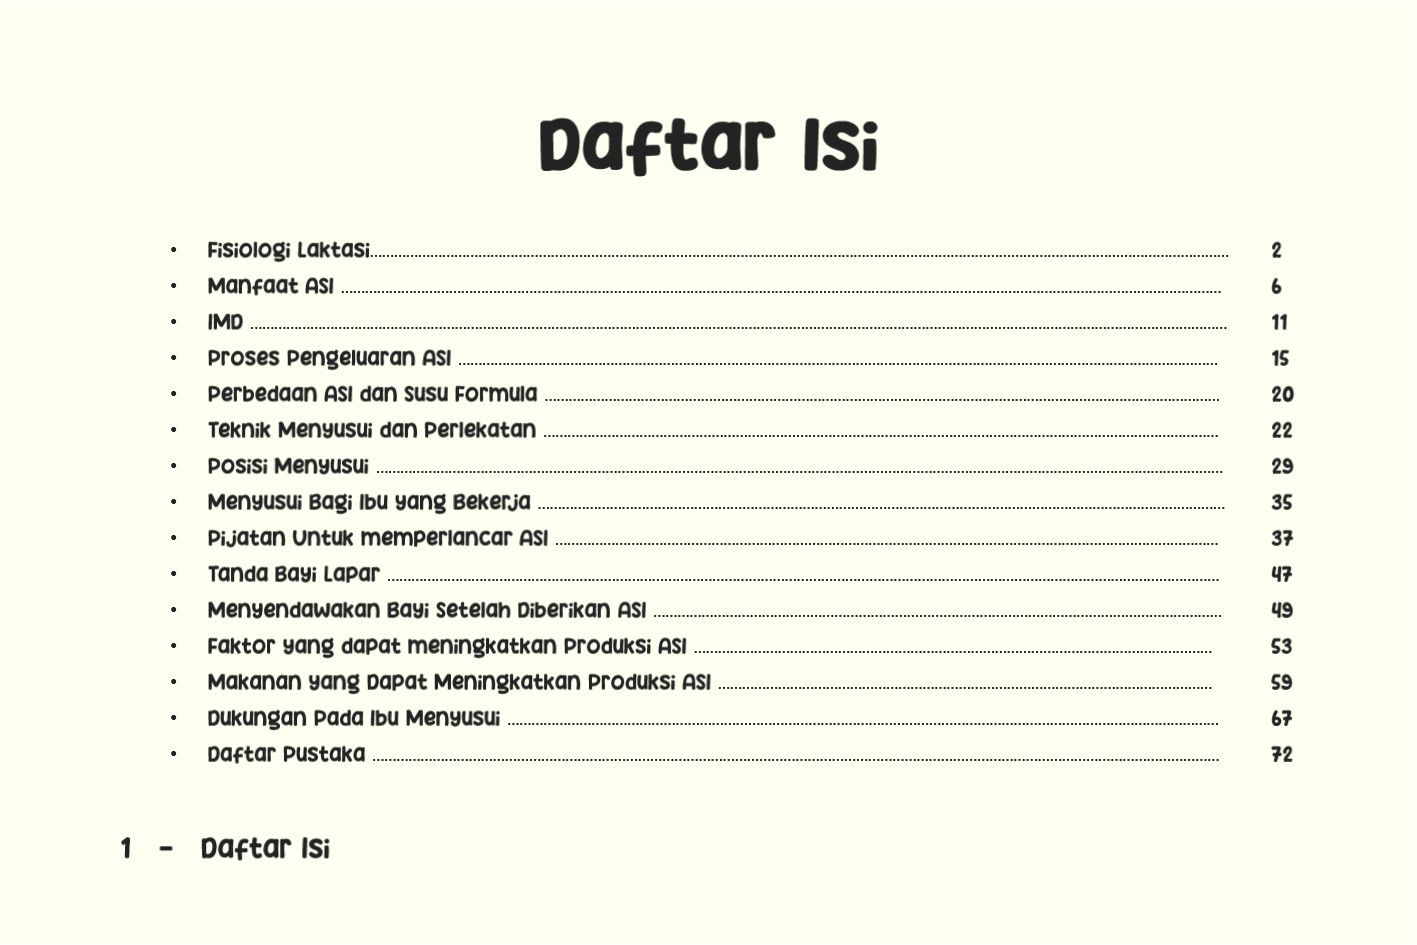 Daftar Isi
• Fisiologi Laktasi........................................ 2
• Manfaat ASI ........................................ 6
• IMD ........................................ 11
• Proses Pengeluaran ASI ........................................ 15
• Perbedaan ASI dan Susu Formula ........................................ 20
• Teknik Menyusui dan Perlekatan ........................................ 22
• Posisi Menyusui ........................................ 29
• Menyusui Bagi Ibu yang Bekerja ........................................ 35
• Pijatan Untuk memperlancar ASI ........................................ 37
• Tanda Bayi Lapar ........................................ 47
• Menyendawakan Bayi Setelah Diberikan ASI ........................................ 49
• Faktor yang dapat meningkatkan Produksi ASI ........................................ 53
• Makanan yang Dapat Meningkatkan Produksi ASI ........................................ 59
• Dukungan Pada Ibu Menyusui ........................................ 67
• Daftar Pustaka ........................................ 72
1 - Daftar Isi